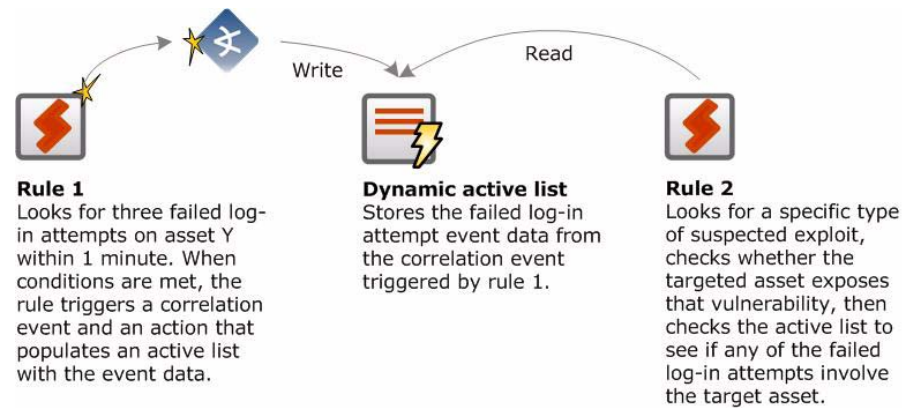 Write
Read
Rule 1
Looks for three failed log-
in attempts on asset Y
within 1 minute. When
conditions are met, the
rule triggers a correlation
event and an action that
populates an active list
with the event data.
Dynamic active list
Stores the failed log-in
attempt event data from
the correlation event
triggered by rule 1.
Rule 2
Looks for a specific type
of suspected exploit,
checks whether the
targeted asset exposes
that vulnerability, then
checks the active list to
see if any of the failed
log-in attempts involve
the target asset.